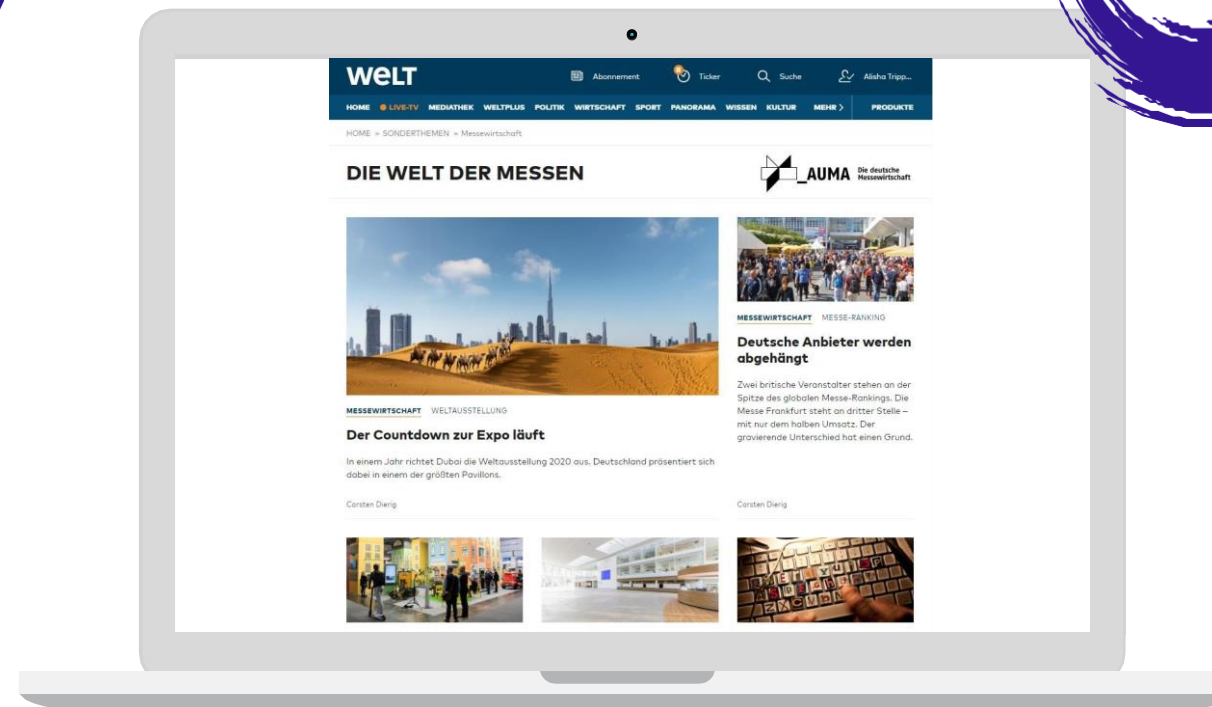 WELT
Abonnement Ticker Suche Alisha Tripp...
HOME LIVE-TV MEDIATHEK WELTPLUS POLITIK WIRTSCHAFT SPORT PANORAMA WISSEN KULTUR MEHR > PRODUKTE
HOME » SONDERTHEMEN » Messewirtschaft
DIE WELT DER MESSEN
_AUMA Die deutsche
Messewirtschaft
MESSEWIRTSCHAFT WELTAUSSTELLUNG
Der Countdown zur Expo läuft
In einem Jahr richtet Dubai die Weltausstellung 2020 aus. Deutschland präsentiert sich
dabei in einem der größten Pavillons.
Carsten Dierig
MESSEWIRTSCHAFT MESSE-RANKING
Deutsche Anbieter werden
abgehängt
Zwei britische Veranstalter stehen an der
Spitze des globalen Messe-Rankings. Die
Messe Frankfurt steht an dritter Stelle –
mit nur dem halben Umsatz. Der
gravierende Unterschied hat einen Grund.
Carsten Dierig